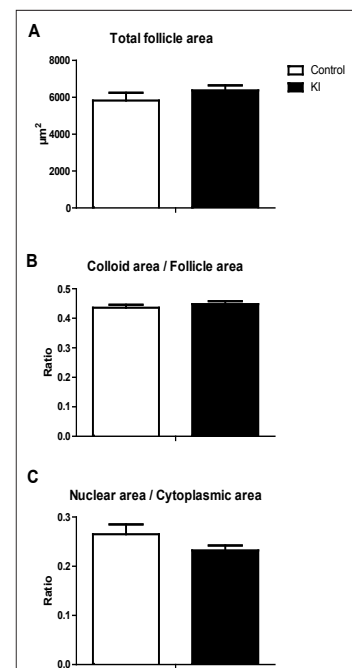 A
Total follicle area
8000
6000
4000
2000
0
µm²
Control
KI
B
Colloid area / Follicle area
0.5
0.4
0.3
0.2
0.1
0.0
Ratio
C
Nuclear area / Cytoplasmic area
0.3
0.2
0.1
0.0
Ratio